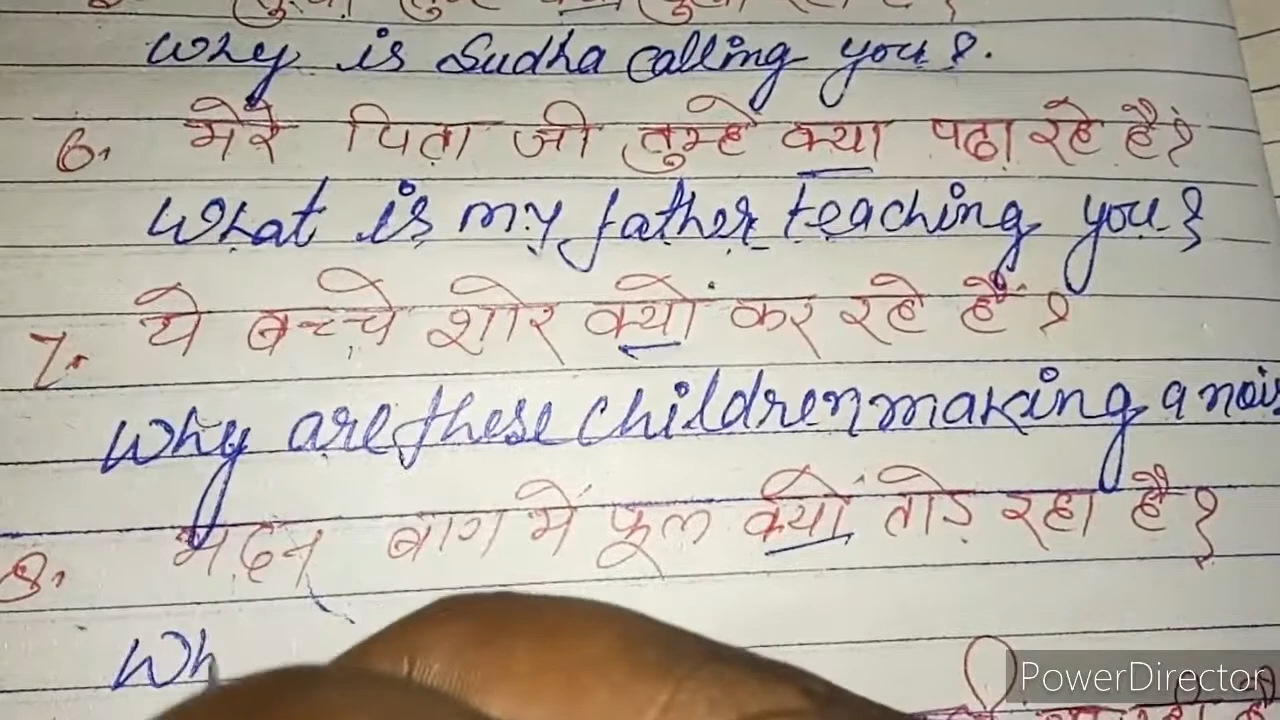 Why is Sudha calling you?.
6. मेरे पिता जी तुम्हे क्या पढा रहे है?
What is my father teaching you?
7. ये बच्चे शोर क्यों कर रहे हैं?
Why are these children making a nois
8. मदन बाग में फूल क्यों तोड़ रहा है?
Wh
PowerDirector